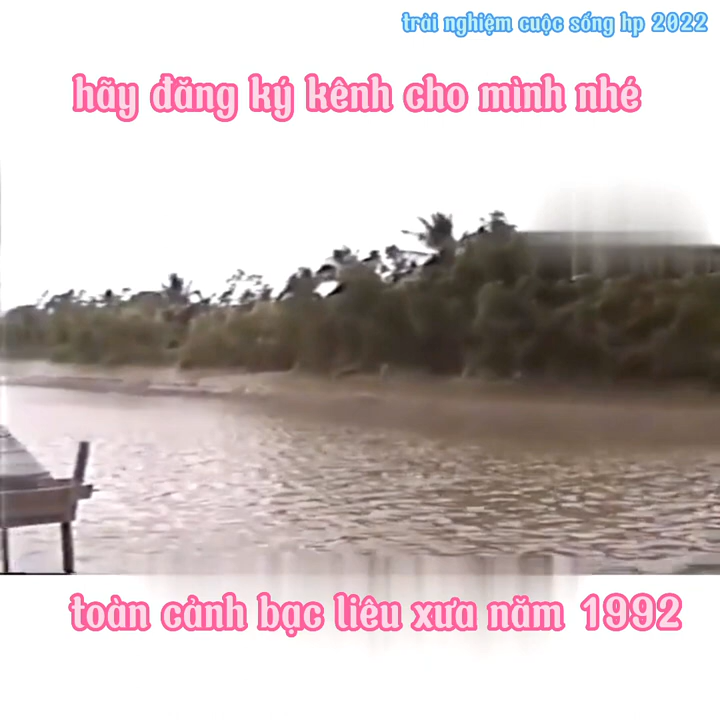 trải nghiệm cuộc sống hp 2022
hãy đăng ký kênh cho mình nhé
toàn cảnh bạc liêu xưa năm 1992